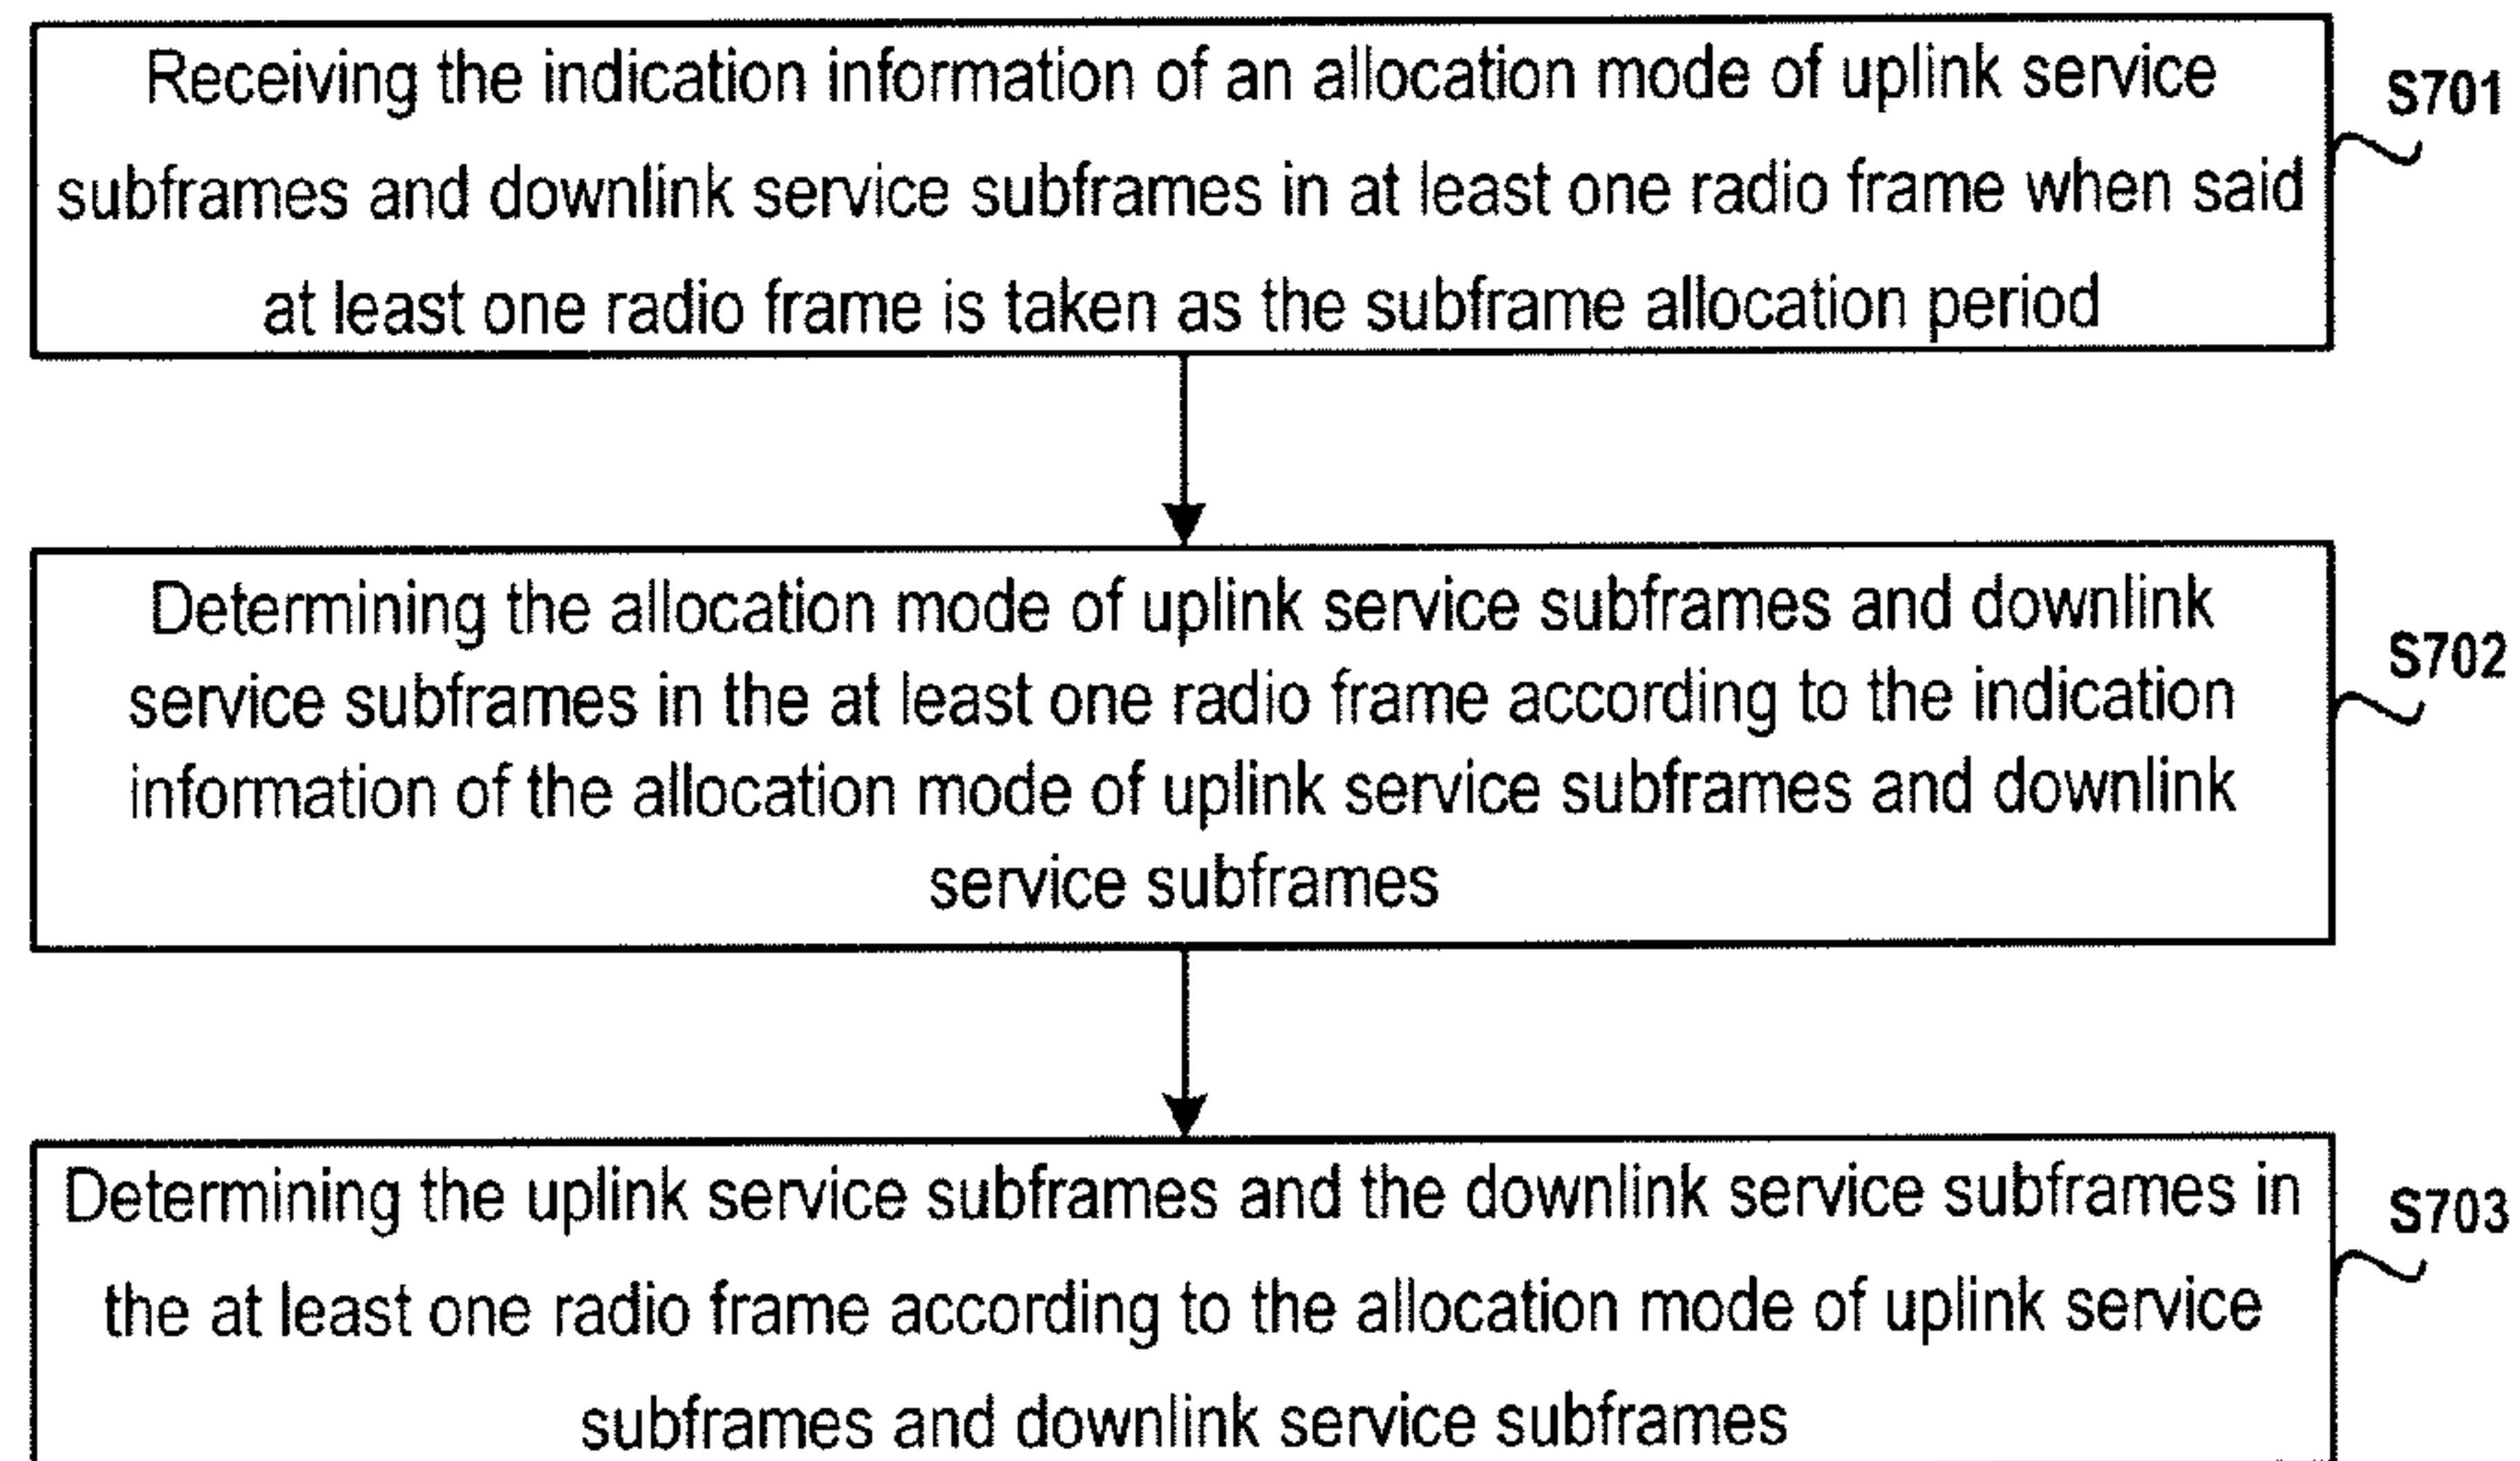 Receiving the indication information of an allocation mode of uplink service
S701
subframes and downlink service subframes in at least one radio frame when said
at least one radio frame is taken as the subframe allocation period
Determining the allocation mode of uplink service subframes and downlink
S702
service subframes in the at least one radio frame according to the indication
information of the allocation mode of uplink service subframes and downlink
service subframes
Determining the uplink service subframes and the downlink service subframes in
S703
the at least one radio frame according to the allocation mode of uplink service
subframes and downlink service subframes